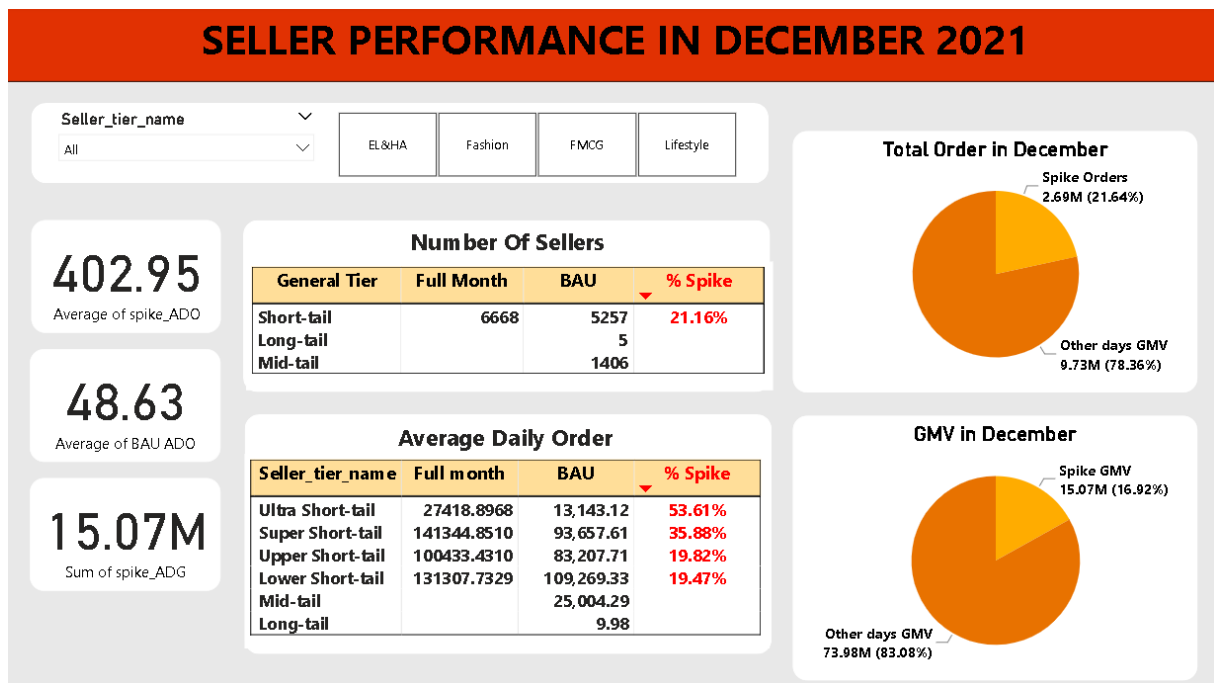 SELLER PERFORMANCE IN DECEMBER 2021
Seller_tier_name
All
EL&HA
Fashion
FMCG
Lifestyle
402.95
Average of spike_ADO
48.63
Average of BAU ADO
15.07M
Sum of spike_ADG
Number Of Sellers
General Tier Full Month BAU % Spike
Short-tail 6668 5257 21.16%
Long-tail 5
Mid-tail 1406
Average Daily Order
Seller_tier_name Full month BAU % Spike
Ultra Short-tail 27418.8968 13,143.12 53.61%
Super Short-tail 141344.8510 93,657.61 35.88%
Upper Short-tail 100433.4310 83,207.71 19.82%
Lower Short-tail 131307.7329 109,269.33 19.47%
Mid-tail 25,004.29
Long-tail 9.98
Total Order in December
Spike Orders
2.69M (21.64%)
Other days GMV
9.73M (78.36%)
GMV in December
Spike GMV
15.07M (16.92%)
Other days GMV
73.98M (83.08%)